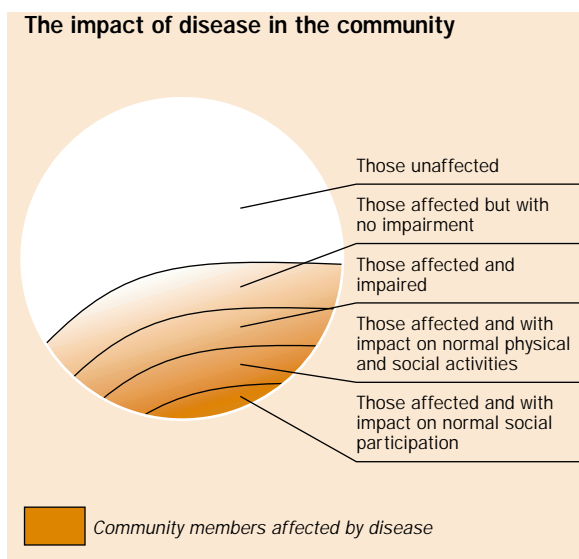 The impact of disease in the community
Those unaffected
Those affected but with
no impairment
Those affected and
impaired
Those affected and with
impact on normal physical
and social activities
Those affected and with
impact on normal social
participation
Community members affected by disease